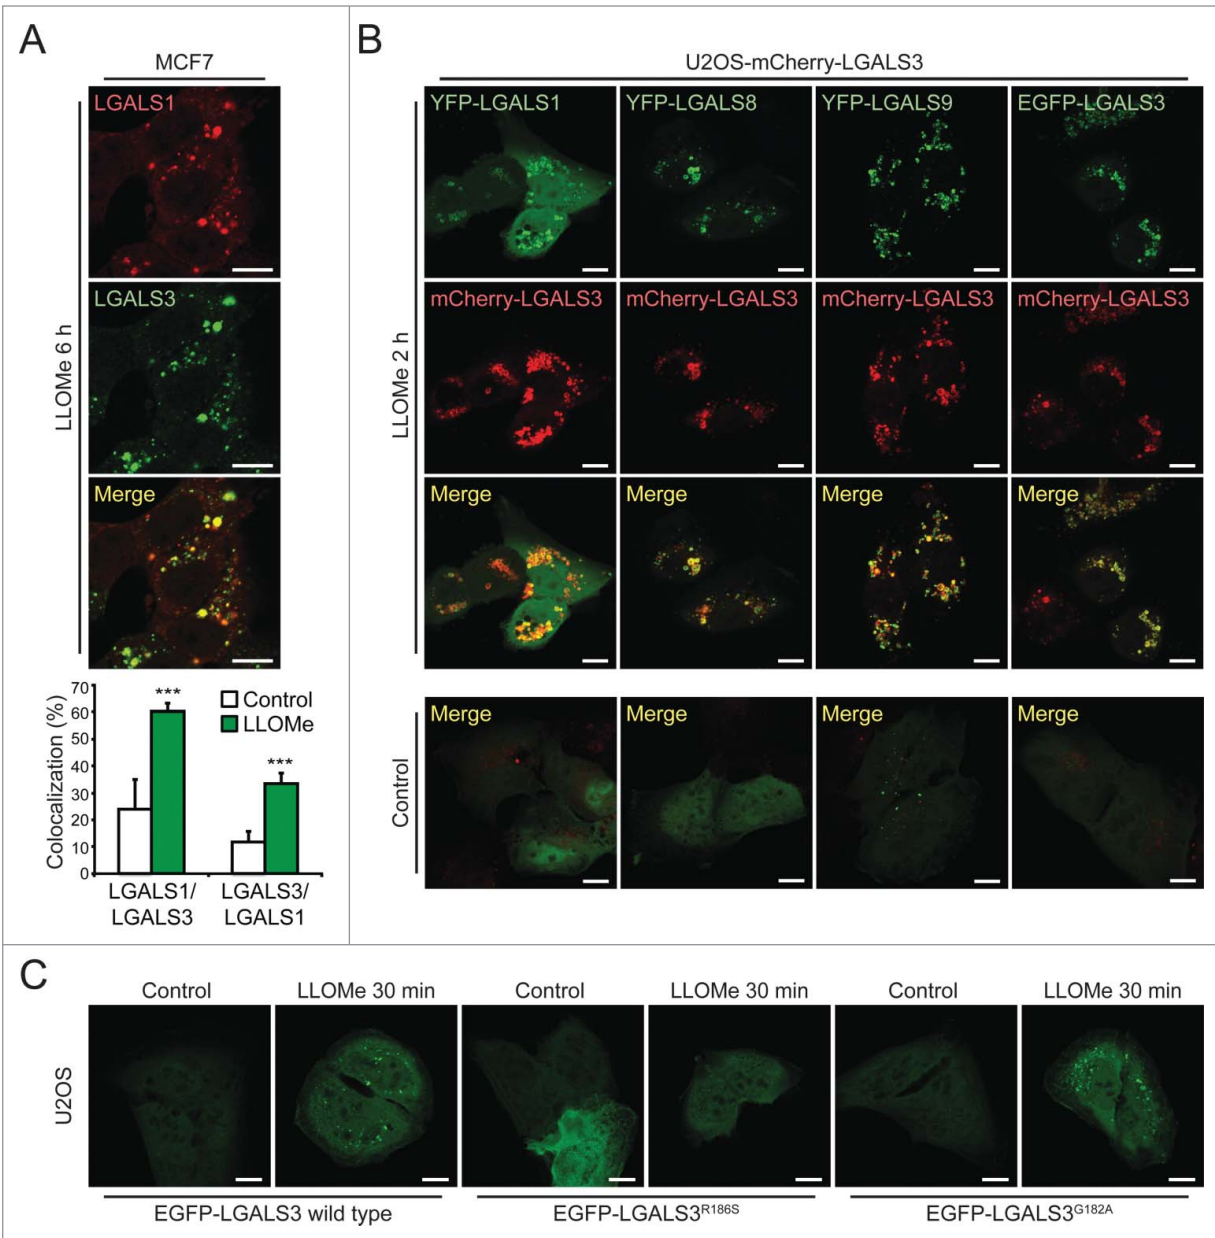 A
MCF7
LLOMe 6 h
LGALS1
LGALS3
Merge
Colocalization (%)
70
60
50
40
30
20
10
0
***
***
Control
LLOMe
LGALS1/
LGALS3
LGALS3/
LGALS1
B
U2OS-mCherry-LGALS3
LLOMe 2 h
YFP-LGALS1 YFP-LGALS8 YFP-LGALS9 EGFP-LGALS3
mCherry-LGALS3 mCherry-LGALS3 mCherry-LGALS3 mCherry-LGALS3
Merge Merge Merge Merge
Control
Merge Merge Merge Merge
C
Control LLOMe 30 min Control LLOMe 30 min Control LLOMe 30 min
U2OS
EGFP-LGALS3 wild type EGFP-LGALS3R186S EGFP-LGALS3G182A